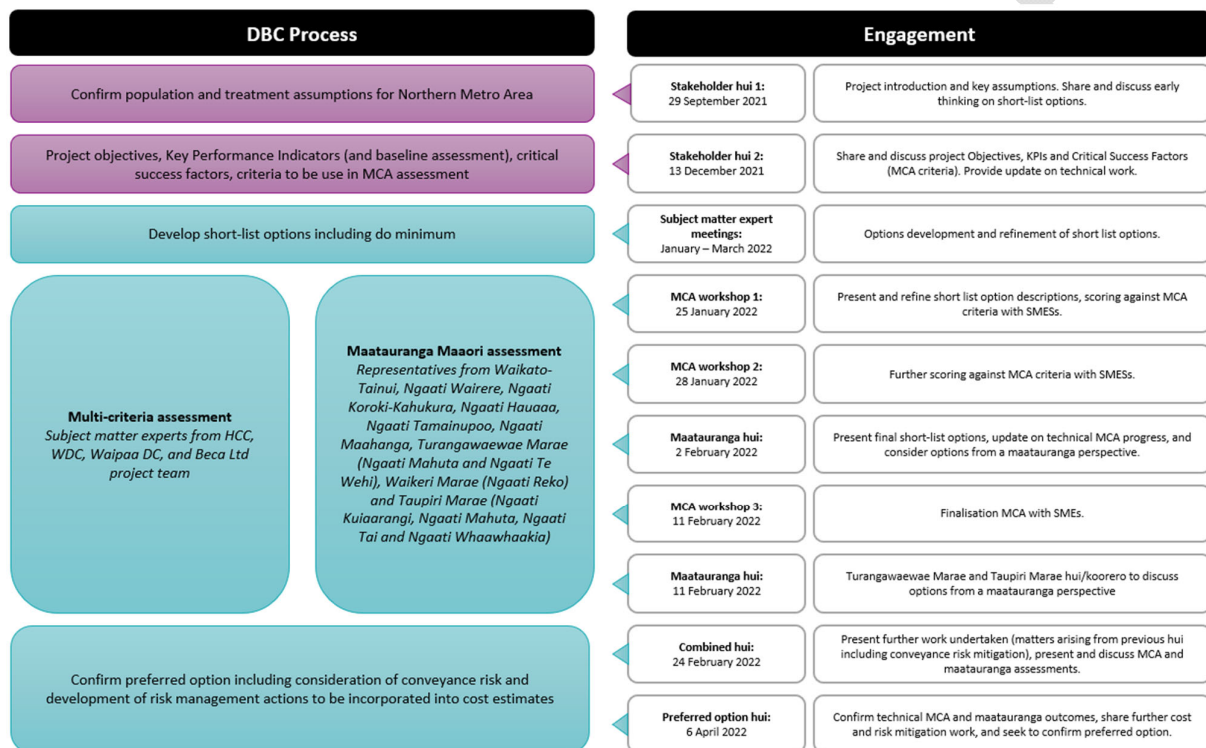 DBC Process
Confirm population and treatment assumptions for Northern Metro Area
Project objectives, Key Performance Indicators (and baseline assessment), critical
success factors, criteria to be use in MCA assessment
Develop short-list options including do minimum
Multi-criteria assessment
Subject matter experts from HCC,
WDC, Waipaa DC, and Beca Ltd
project team
Maatauranga Maaori assessment
Representatives from Waikato-
Tainui, Ngaati Wairere, Ngaati
Koroki-Kahukura, Ngaati Hauaaa,
Ngaati Tamainupoo, Ngaati
Maahanga, Turangawaewae Marae
(Ngaati Mahuta and Ngaati Te
Wehi), Waikeri Marae (Ngaati Reko)
and Taupiri Marae (Ngaati
Kuiaarangi, Ngaati Mahuta, Ngaati
Tai and Ngaati Whaawhaakia)
Confirm preferred option including consideration of conveyance risk and
development of risk management actions to be incorporated into cost estimates
Engagement
Stakeholder hui 1:
29 September 2021
Project introduction and key assumptions. Share and discuss early
thinking on short-list options.
Stakeholder hui 2:
13 December 2021
Share and discuss project Objectives, KPIs and Critical Success Factors
(MCA criteria). Provide update on technical work.
Subject matter expert
meetings:
January – March 2022
Options development and refinement of short list options.
MCA workshop 1:
25 January 2022
Present and refine short list option descriptions, scoring against MCA
criteria with SMESs.
MCA workshop 2:
28 January 2022
Further scoring against MCA criteria with SMESs.
Maatauranga hui:
2 February 2022
Present final short-list options, update on technical MCA progress, and
consider options from a maatauranga perspective.
MCA workshop 3:
11 February 2022
Finalisation MCA with SMEs.
Maatauranga hui:
11 February 2022
Turangawaewae Marae and Taupiri Marae hui/koorero to discuss
options from a maatauranga perspective
Combined hui:
24 February 2022
Present further work undertaken (matters arising from previous hui
including conveyance risk mitigation), present and discuss MCA and
maatauranga assessments.
Preferred option hui:
6 April 2022
Confirm technical MCA and maatauranga outcomes, share further cost
and risk mitigation work, and seek to confirm preferred option.